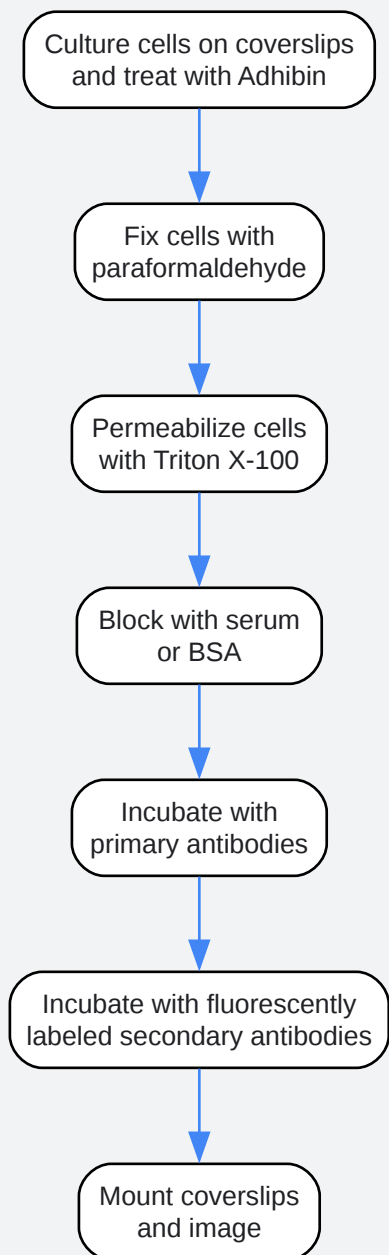 Culture cells on coverslips
and treat with Adhibin
Fix cells with
paraformaldehyde
Permeabilize cells
with Triton X-100
Block with serum
or BSA
Incubate with
primary antibodies
Incubate with fluorescently
labeled secondary antibodies
Mount coverslips
and image